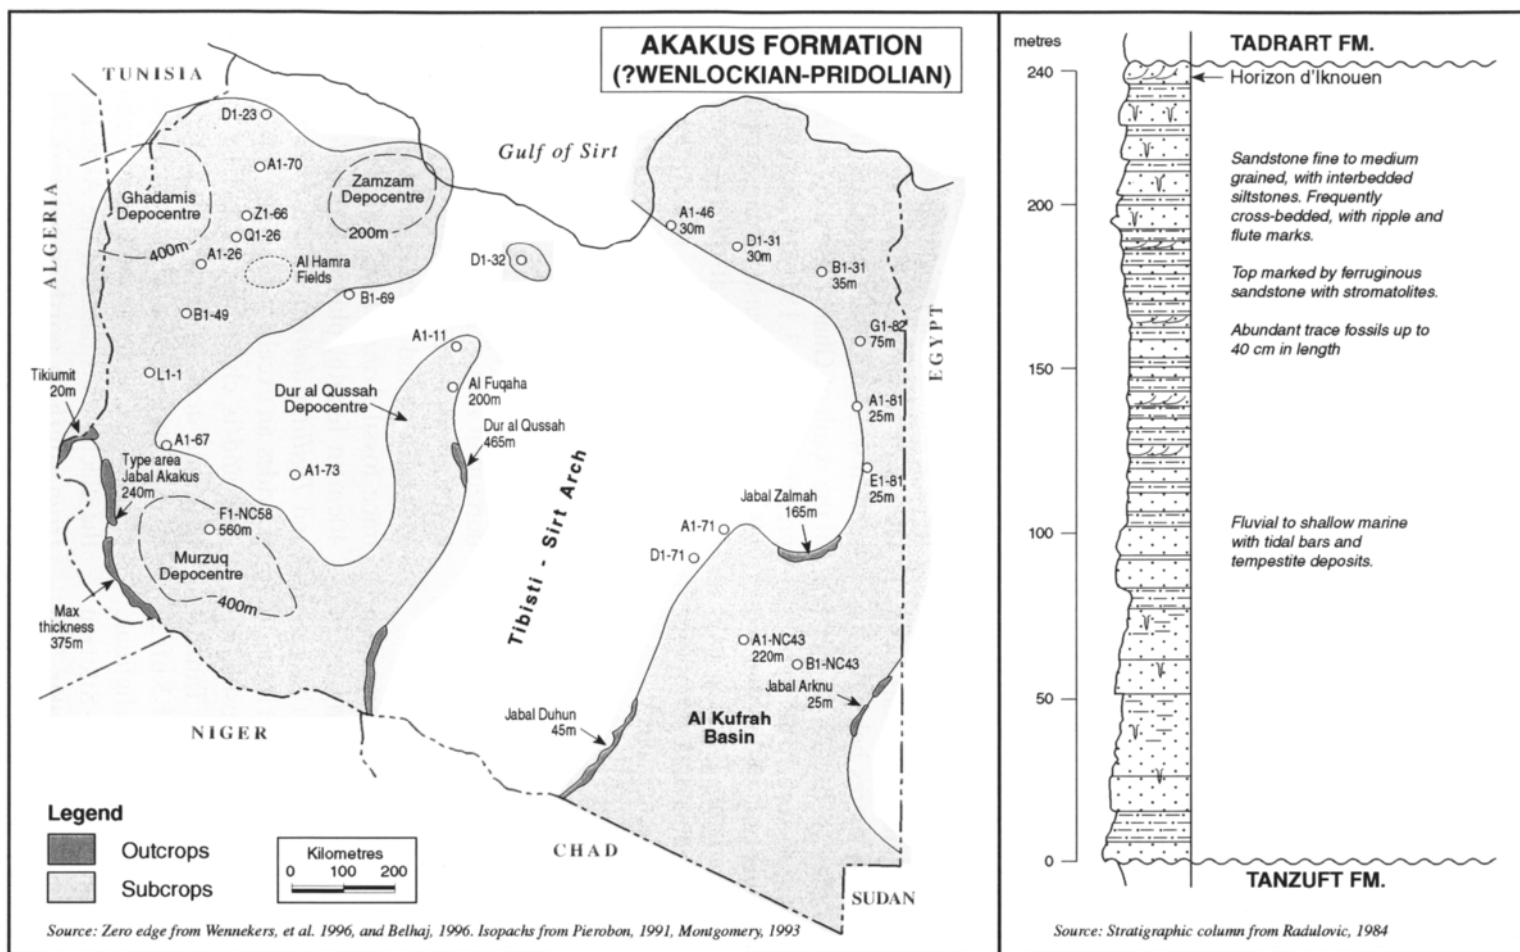 AKAKUS FORMATION
(?WENLOCKIAN-PRIDOLIAN)
TUNISIA
ALGERIA
Gulf of Sirt
EGYPT
D1-23
A1-70
Ghadamis
Depocentre
400m
Zamzam
Depocentre
200m
Z1-66
Q1-26
A1-26
Al Hamra
Fields
D1-32
B1-69
B1-49
A1-46
30m
D1-31
30m
B1-31
35m
G1-82
75m
A1-11
Tikiumit
20m
L1-1
Dur al Qussah
Depocentre
Al Fuqaha
200m
Dur al Qussah
465m
A1-81
25m
A1-67
Type area
Jabal Akakus
240m
A1-73
E1-81
25m
F1-NC58
560m
Murzuq
Depocentre
400m
Jabal Zalmah
165m
A1-71
D1-71
Tibisti - Sirt Arch
Max
thickness
375m
A1-NC43
220m
B1-NC43
Jabal Arknu
25m
Jabal Duhun
45m
Al Kufrah
Basin
NIGER
CHAD
SUDAN
Legend
Outcrops
Subcrops
Kilometres
0 100 200
Source: Zero edge from Wennekers, et al. 1996, and Belhaj, 1996. Isopachs from Pierobon, 1991, Montgomery, 1993
metres
TADRART FM.
240
Horizon d'Iknouen
Sandstone fine to medium
grained, with interbedded
siltstones. Frequently
cross-bedded, with ripple and
flute marks.
200
Top marked by ferruginous
sandstone with stromatolites.
Abundant trace fossils up to
40 cm in length
150
100
Fluvial to shallow marine
with tidal bars and
tempestite deposits.
50
0
TANZUFT FM.
Source: Stratigraphic column from Radulovic, 1984